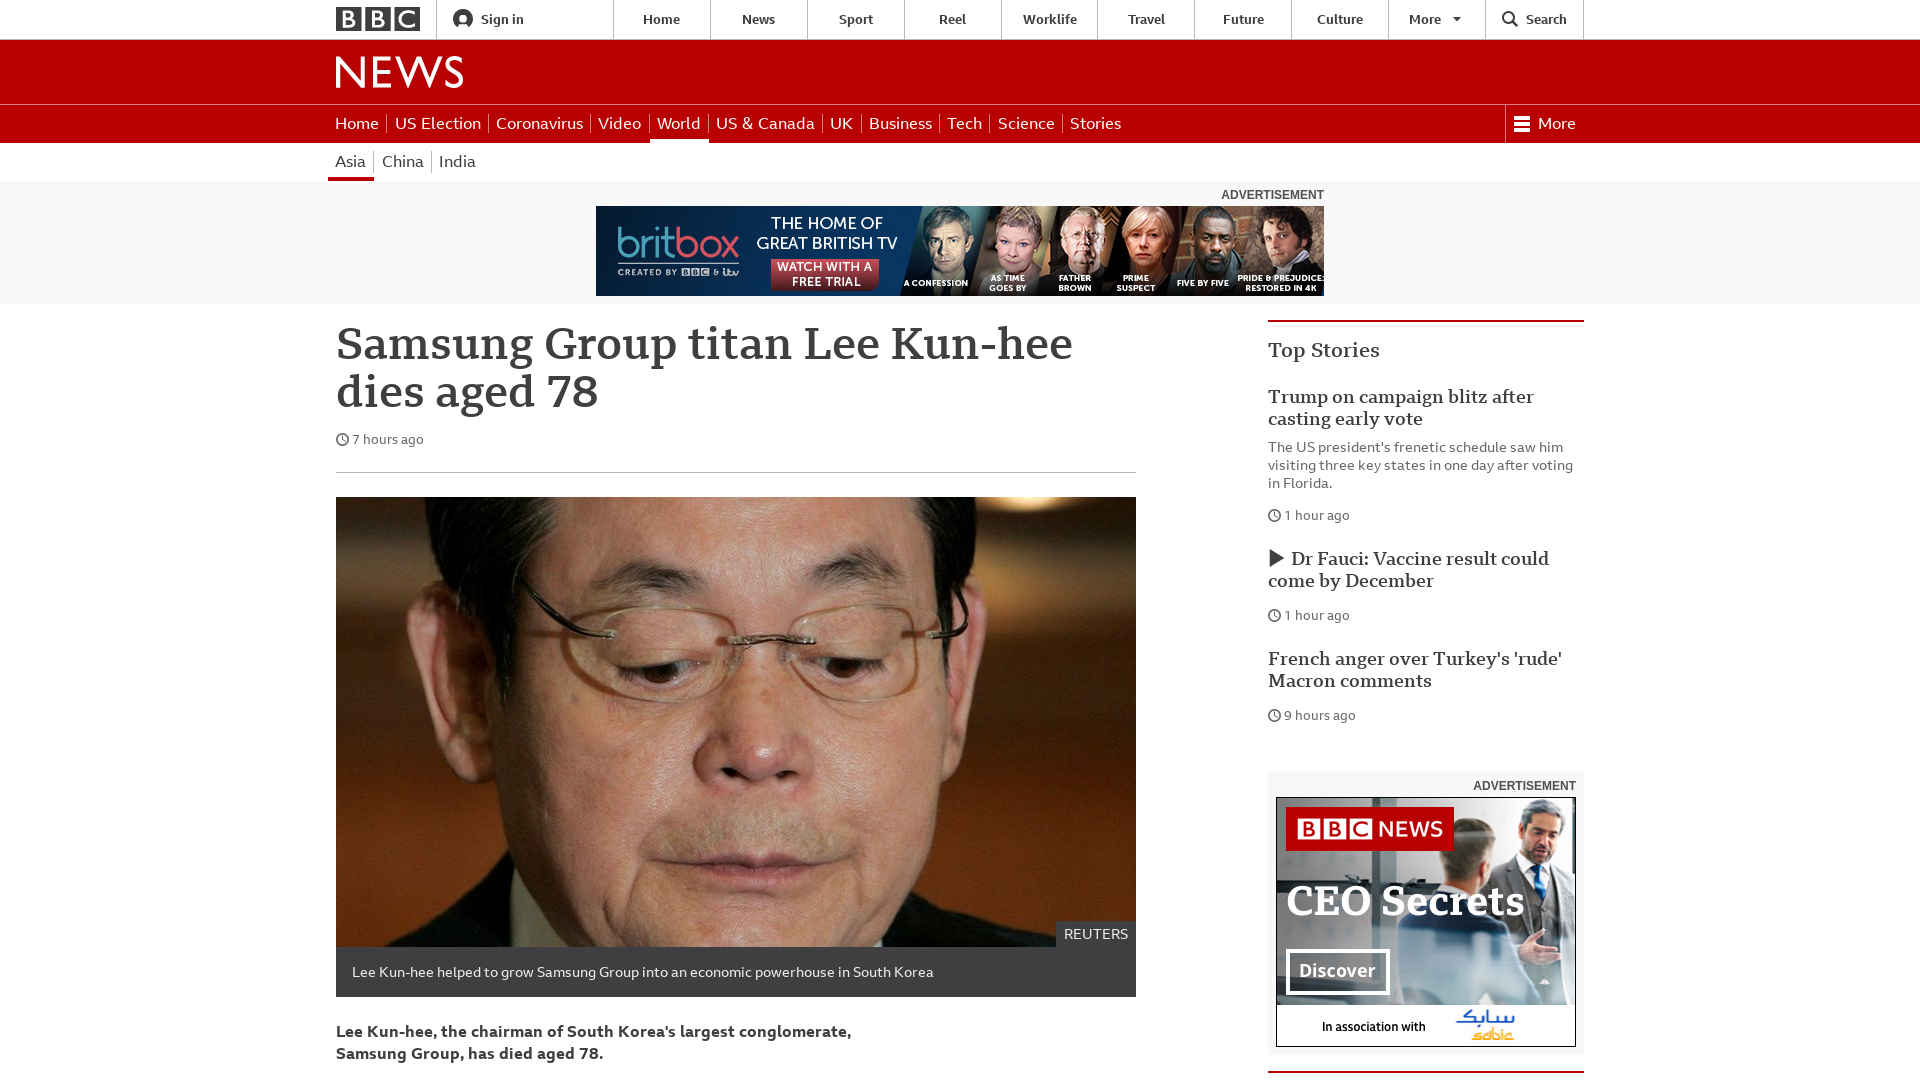 BBC
Sign in
Home
News
Sport
Reel
Worklife
Travel
Future
Culture
More
Search
NEWS
Home
US Election
Coronavirus
Video
World
US & Canada
UK
Business
Tech
Science
Stories
More
Asia
China
India
ADVERTISEMENT
britbox
CREATED BY BBC & itv
THE HOME OF
GREAT BRITISH TV
WATCH WITH A
FREE TRIAL
A CONFESSION
AS TIME
GOES BY
FATHER
BROWN
PRIME
SUSPECT
FIVE BY FIVE
PRIDE & PREJUDICE:
RESTORED IN 4K
Samsung Group titan Lee Kun-hee
dies aged 78
7 hours ago
REUTERS
Lee Kun-hee helped to grow Samsung Group into an economic powerhouse in South Korea
Lee Kun-hee, the chairman of South Korea's largest conglomerate,
Samsung Group, has died aged 78.
Top Stories
Trump on campaign blitz after
casting early vote
The US president's frenetic schedule saw him
visiting three key states in one day after voting
in Florida.
1 hour ago
Dr Fauci: Vaccine result could
come by December
1 hour ago
French anger over Turkey's 'rude'
Macron comments
9 hours ago
ADVERTISEMENT
BBC NEWS
CEO Secrets
Discover
In association with
سابك
sabic